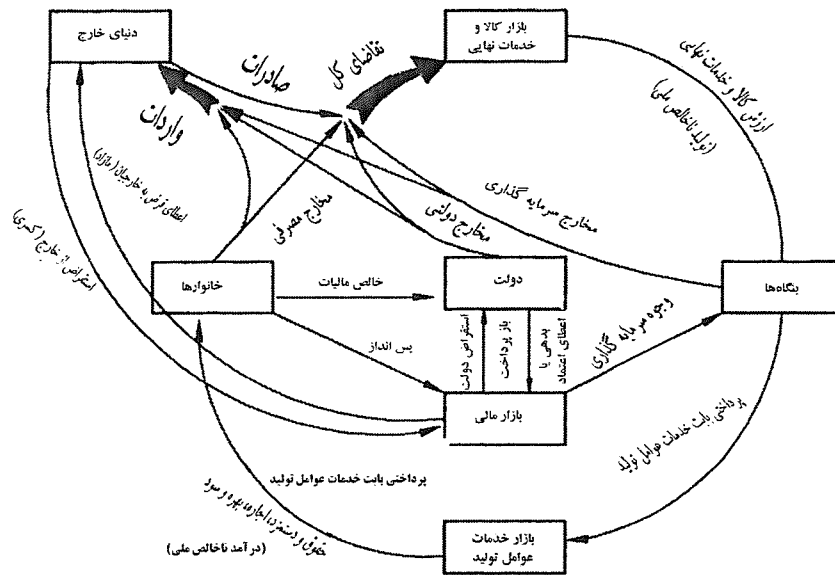 دنیای خارج
بازار کالا و
خدمات نهایی
صادرات
تقاضای کل
واردات
ارزش کالا و خدمات نهایی
(تولید ناخالص ملی)
اعطای قرض به خارجیان (مازاد)
استقراض از خارج (کسری)
مخارج مصرفی
مخارج دولتی
مخارج سرمایه گذاری
خانوارها
خالص مالیات
دولت
بنگاه‌ها
پس انداز
استقراض دولت
باز پرداخت
بدهی یا
اعطای اعتماد
وجوه سرمایه گذاری
بازار مالی
پرداختی بابت خدمات عوامل تولید
پرداختی بابت خدمات عوامل تولید
حقوق و دستمزد، اجاره، بهره و سود
(درآمد ناخالص ملی)
بازار خدمات
عوامل تولید